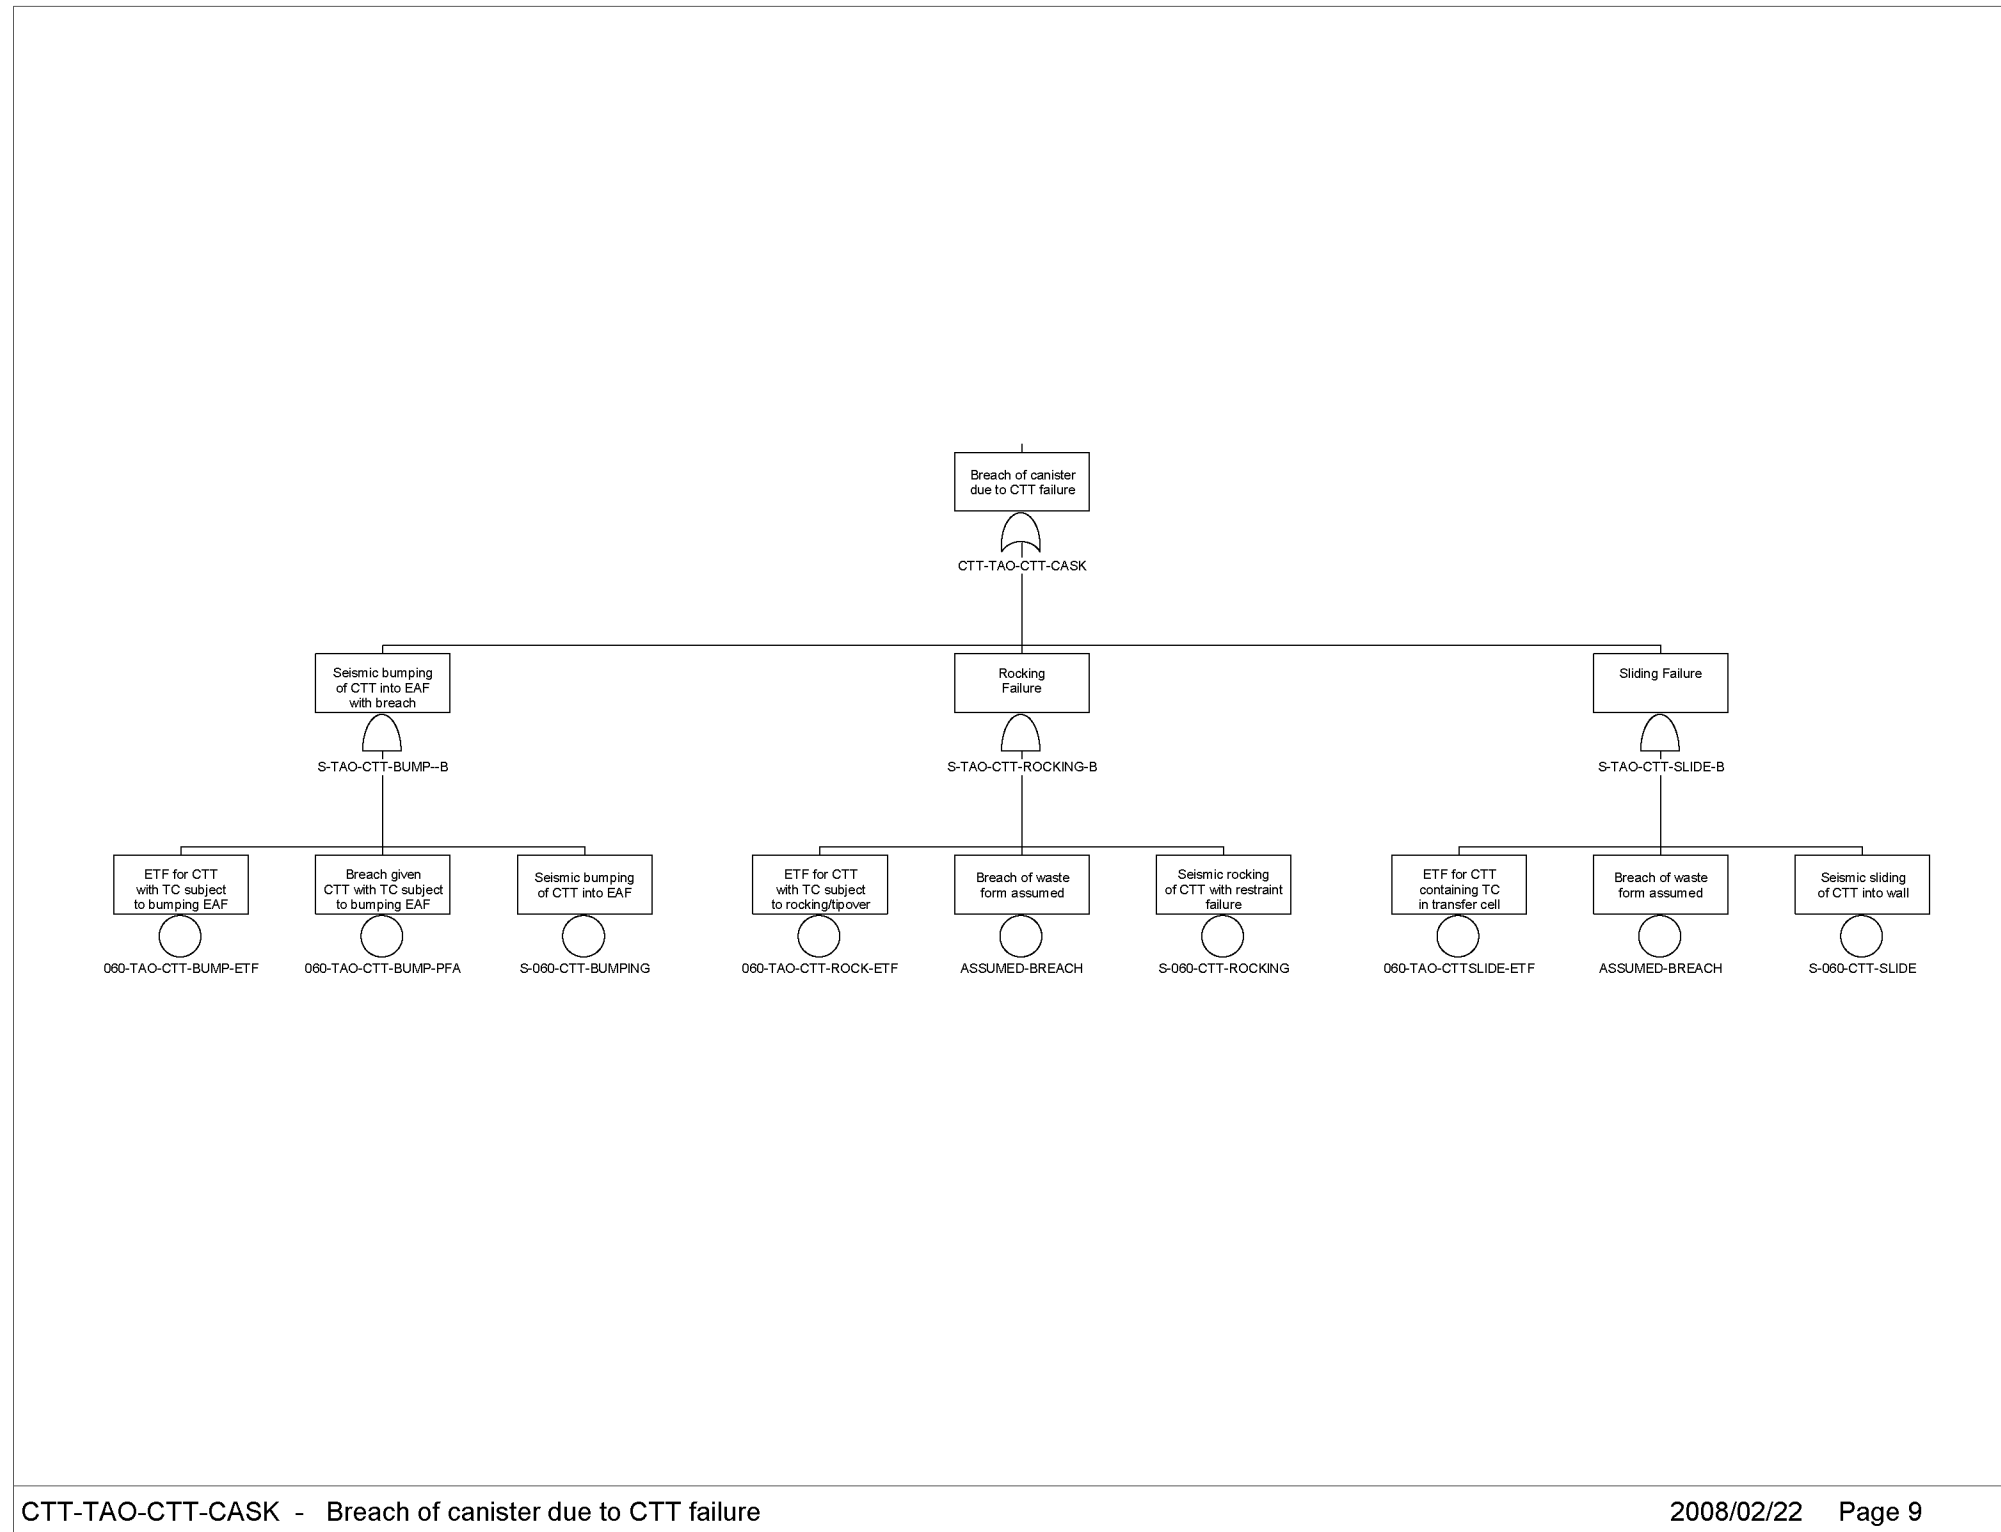 Breach of canister
due to CTT failure
CTT-TAO-CTT-CASK
Seismic bumping
of CTT into EAF
with breach
S-TAO-CTT-BUMP--B
Rocking
Failure
S-TAO-CTT-ROCKING-B
Sliding Failure
S-TAO-CTT-SLIDE-B
ETF for CTT
with TC subject
to bumping EAF
060-TAO-CTT-BUMP-ETF
Breach given
CTT with TC subject
to bumping EAF
060-TAO-CTT-BUMP-PFA
Seismic bumping
of CTT into EAF
S-060-CTT-BUMPING
ETF for CTT
with TC subject
to rocking/tipover
060-TAO-CTT-ROCK-ETF
Breach of waste
form assumed
ASSUMED-BREACH
Seismic rocking
of CTT with restraint
failure
S-060-CTT-ROCKING
ETF for CTT
containing TC
in transfer cell
060-TAO-CTTSLIDE-ETF
Breach of waste
form assumed
ASSUMED-BREACH
Seismic sliding
of CTT into wall
S-060-CTT-SLIDE
CTT-TAO-CTT-CASK - Breach of canister due to CTT failure
2008/02/22 Page 9